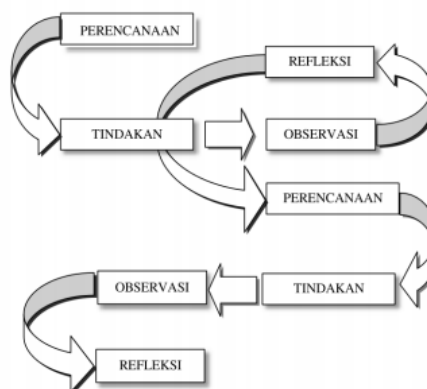 PERENCANAAN
REFLEKSI
TINDAKAN
OBSERVASI
PERENCANAAN
OBSERVASI
TINDAKAN
REFLEKSI